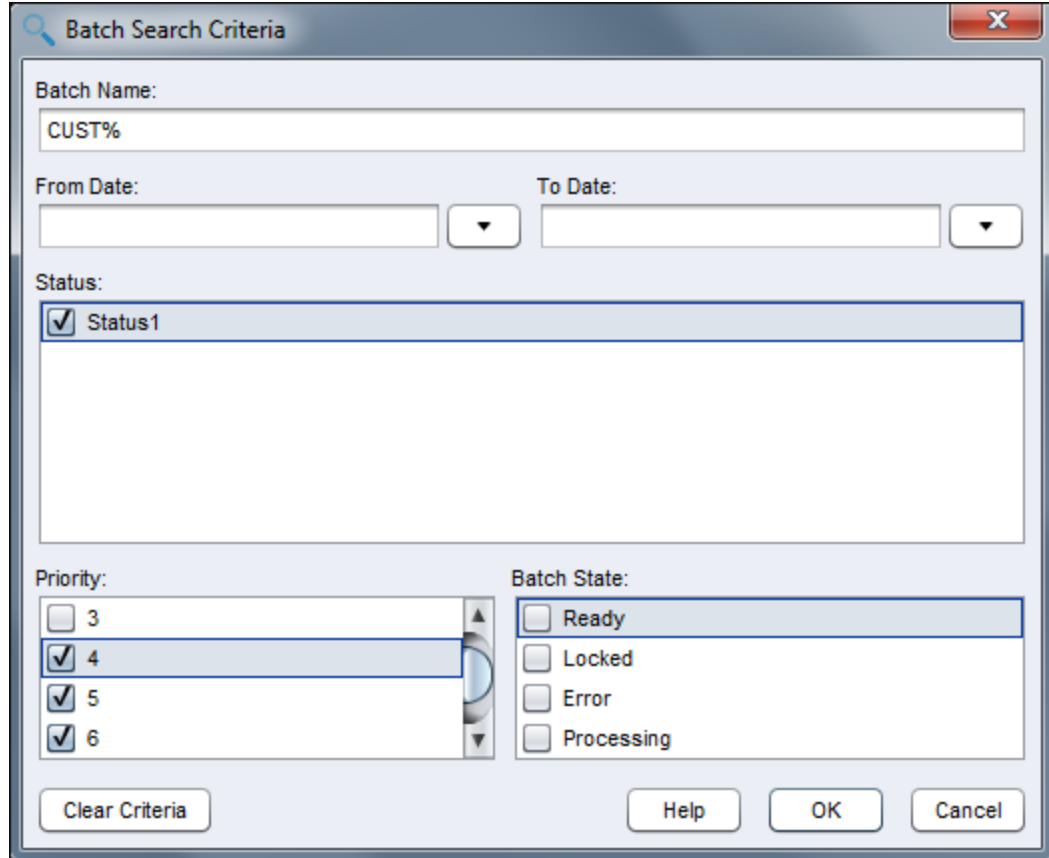 Batch Search Criteria
Batch Name:
CUST%
From Date: To Date:
Status:
Status1
Priority: Batch State:
3 Ready
4 Locked
5 Error
6 Processing
Clear Criteria Help OK Cancel